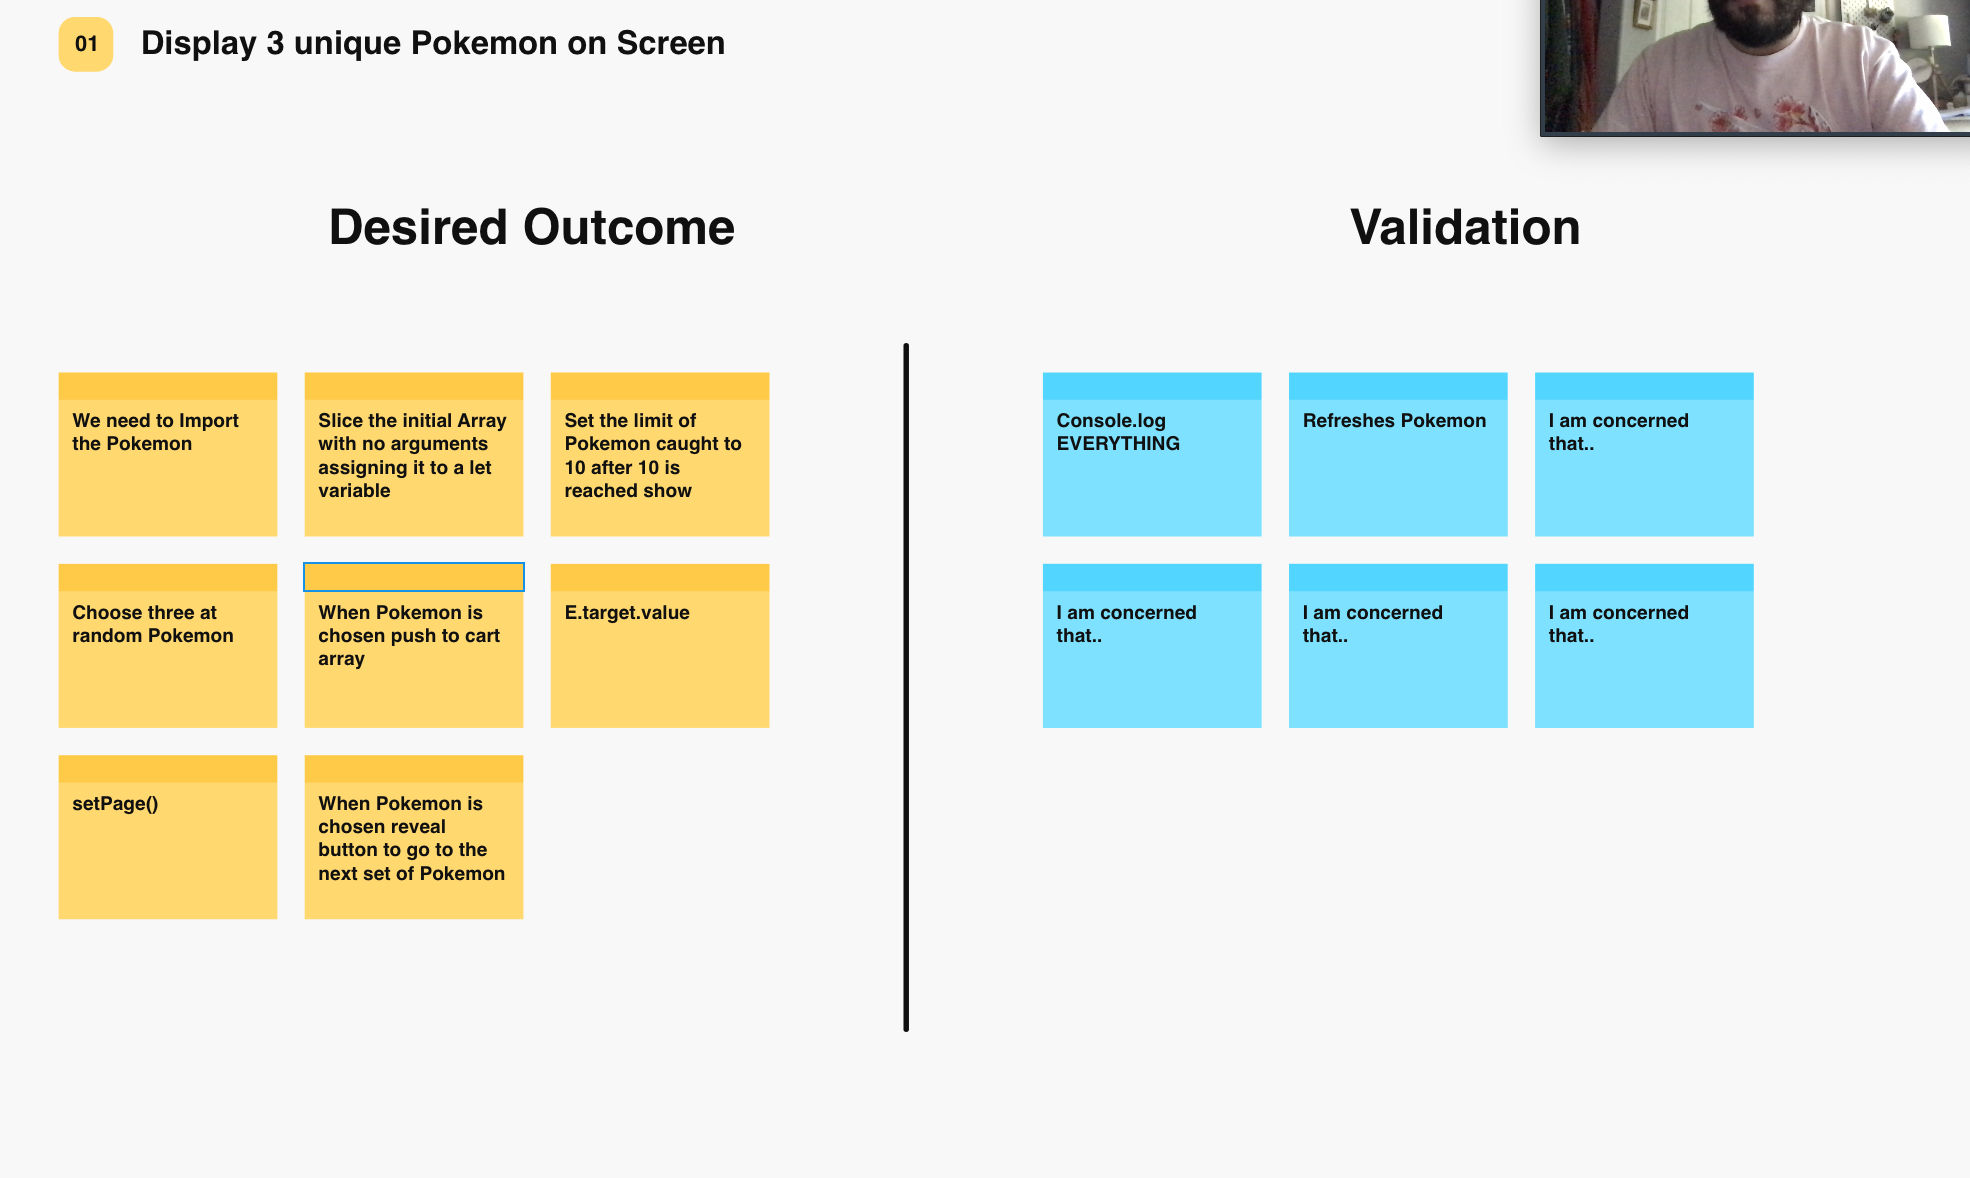 01
Display 3 unique Pokemon on Screen
Desired Outcome
Validation
We need to Import
the Pokemon
Slice the initial Array
with no arguments
assigning it to a let
variable
Set the limit of
Pokemon caught to
10 after 10 is
reached show
Choose three at
random Pokemon
When Pokemon is
chosen push to cart
array
E.target.value
setPage()
When Pokemon is
chosen reveal
button to go to the
next set of Pokemon
Console.log
EVERYTHING
Refreshes Pokemon
I am concerned
that..
I am concerned
that..
I am concerned
that..
I am concerned
that..